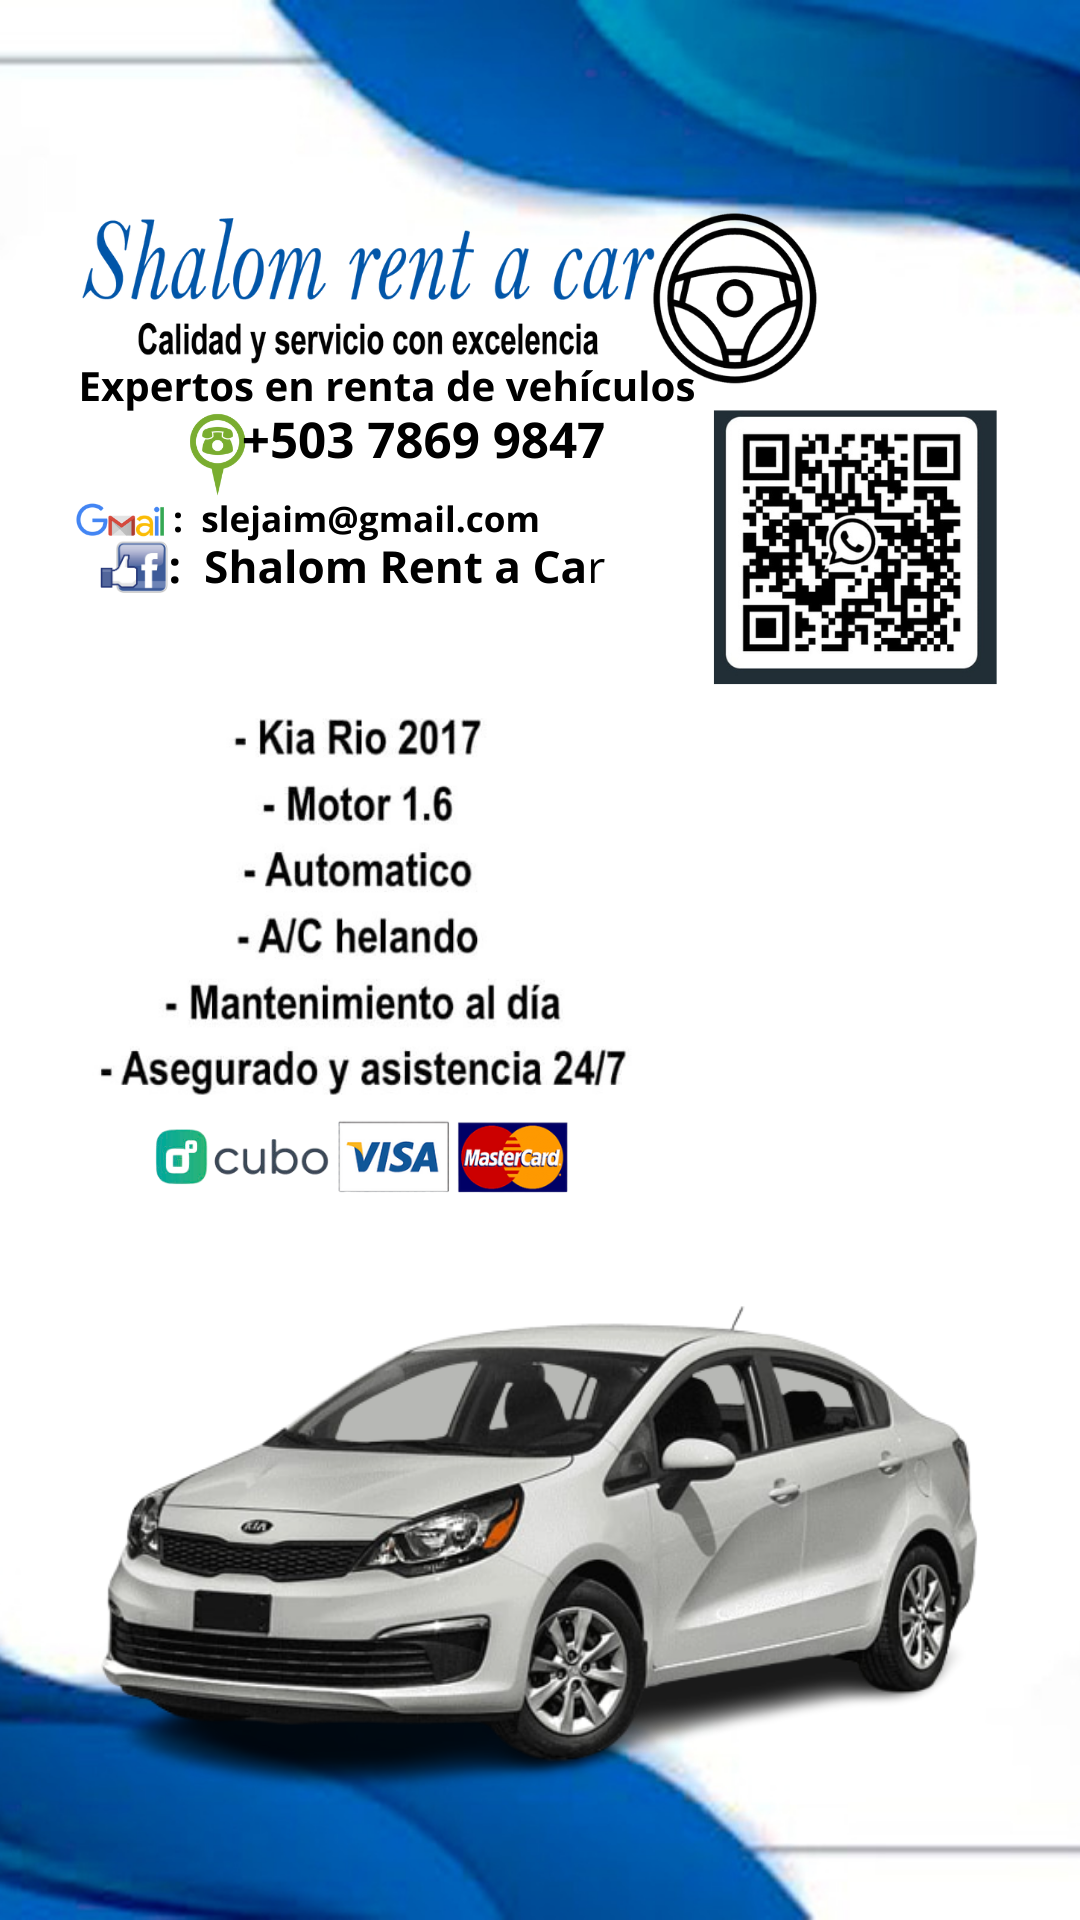 Shalom rent a car
Calidad y servicio con excelencia
Expertos en renta de vehículos
+503 7869 9847
GMail : slejaim@gmail.com
f : Shalom Rent a Car
- Kia Rio 2017
- Motor 1.6
- Automatico
- A/C helando
- Mantenimiento al día
- Asegurado y asistencia 24/7
cubo VISA MasterCard
KIA